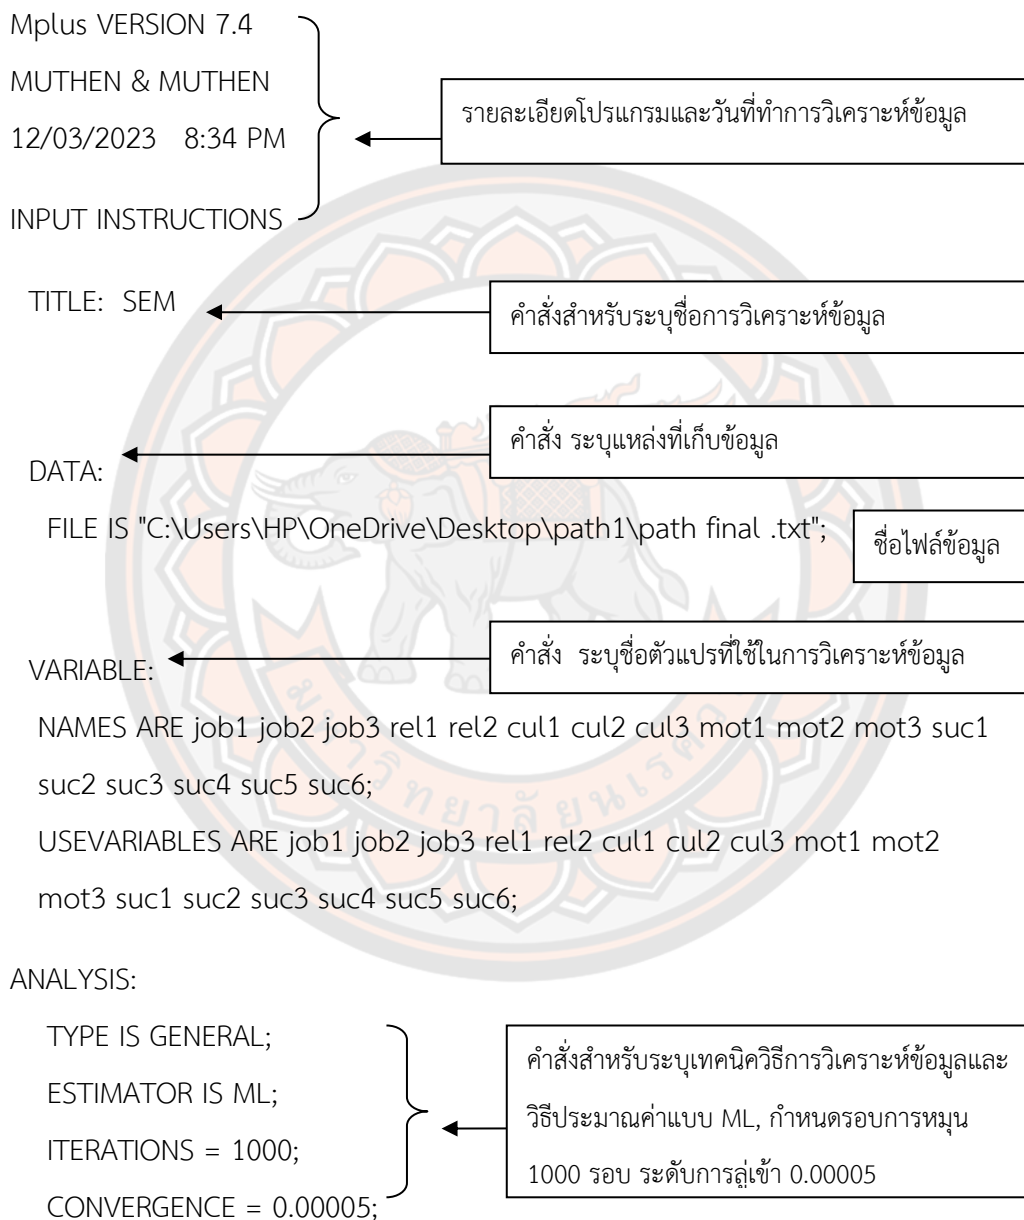 Mplus VERSION 7.4
MUTHEN & MUTHEN
12/03/2023 8:34 PM
รายละเอียดโปรแกรมและวันที่ทำการวิเคราะห์ข้อมูล
INPUT INSTRUCTIONS
TITLE: SEM
คำสั่งสำหรับระบุชื่อการวิเคราะห์ข้อมูล
คำสั่ง ระบุแหล่งที่เก็บข้อมูล
DATA:
FILE IS "C:\Users\HP\OneDrive\Desktop\path1\path final .txt";
ชื่อไฟล์ข้อมูล
คำสั่ง ระบุชื่อตัวแปรที่ใช้ในการวิเคราะห์ข้อมูล
VARIABLE:
NAMES ARE job1 job2 job3 rel1 rel2 cul1 cul2 cul3 mot1 mot2 mot3 suc1
suc2 suc3 suc4 suc5 suc6;
USEVARIABLES ARE job1 job2 job3 rel1 rel2 cul1 cul2 cul3 mot1 mot2
mot3 suc1 suc2 suc3 suc4 suc5 suc6;
มหาวิทยาลัยนเรศวร
ANALYSIS:
TYPE IS GENERAL;
ESTIMATOR IS ML;
ITERATIONS = 1000;
CONVERGENCE = 0.00005;
คำสั่งสำหรับระบุเทคนิควิธีการวิเคราะห์ข้อมูลและ
วิธีประมาณค่าแบบ ML, กำหนดรอบการหมุน
1000 รอบ ระดับการลู่เข้า 0.00005